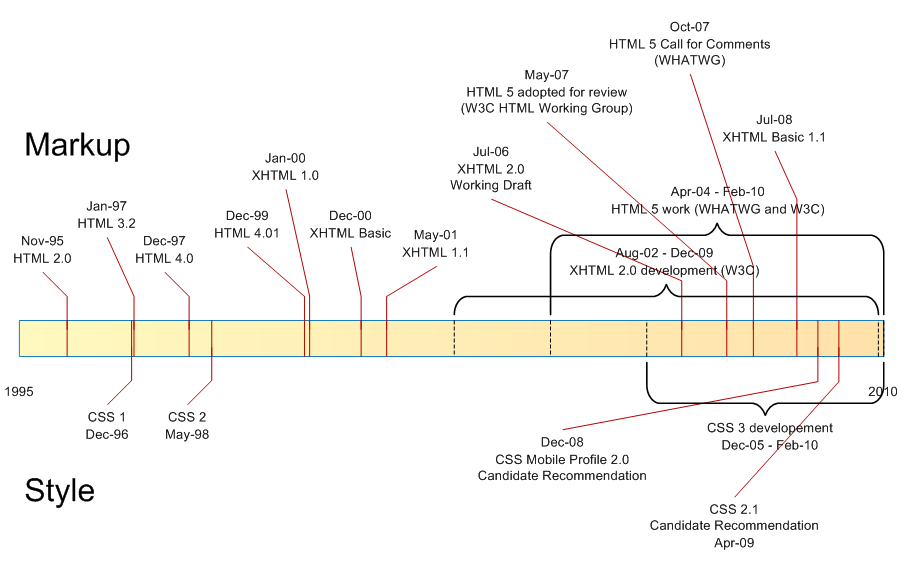 Oct-07
HTML 5 Call for Comments
(WHATWG)
May-07
HTML 5 adopted for review
(W3C HTML Working Group)
Jul-08
XHTML Basic 1.1
Markup
Jan-00
XHTML 1.0
Jul-06
XHTML 2.0
Working Draft
Apr-04 - Feb-10
HTML 5 work (WHATWG and W3C)
Jan-97
HTML 3.2
Dec-99
HTML 4.01
Dec-00
XHTML Basic
Nov-95
HTML 2.0
Dec-97
HTML 4.0
May-01
XHTML 1.1
Aug-02 - Dec-09
XHTML 2.0 development (W3C)
1995
2010
CSS 1
Dec-96
CSS 2
May-98
CSS 3 developement
Dec-05 - Feb-10
Dec-08
CSS Mobile Profile 2.0
Candidate Recommendation
Style
CSS 2.1
Candidate Recommendation
Apr-09